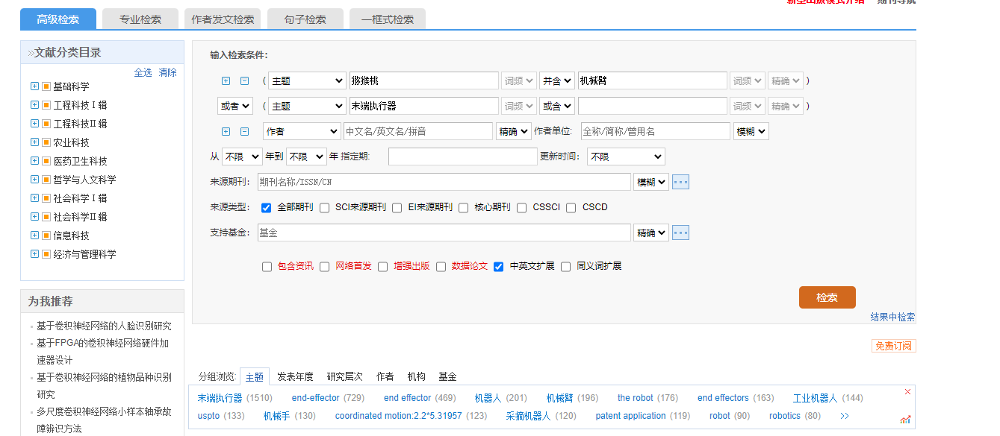 新型出版模式介绍 期刊导航
高级检索 专业检索 作者发文检索 句子检索 一框式检索
文献分类目录
全选 清除
基础科学
工程科技Ⅰ辑
工程科技Ⅱ辑
农业科技
医药卫生科技
哲学与人文科学
社会科学Ⅰ辑
社会科学Ⅱ辑
信息科技
经济与管理科学
为我推荐
基于卷积神经网络的人脸识别研究
基于FPGA的卷积神经网络硬件加
速器设计
基于卷积神经网络的植物品种识别
研究
多尺度卷积神经网络小样本轴承故
障辨识方法
输入检索条件:
( 主题 猕猴桃 词频 并含 机械臂 词频 精确 )
或者 ( 主题 末端执行器 词频 或含 词频 精确 )
作者 中文名/英文名/拼音 精确 作者单位: 全称/简称/曾用名 模糊
从 不限 年到 不限 年 指定期: 更新时间: 不限
来源期刊: 期刊名称/ISSN/CN 模糊 ...
来源类型: 全部期刊 SCI来源期刊 EI来源期刊 核心期刊 CSSCI CSCD
支持基金: 基金 精确 ...
包含资讯 网络首发 增强出版 数据论文 中英文扩展 同义词扩展
检索
结果中检索
免费订阅
分组浏览: 主题 发表年度 研究层次 作者 机构 基金
末端执行器 (1510) end-effector (729) end effector (469) 机器人 (201) 机械臂 (196) the robot (176) end effectors (163) 工业机器人 (144)
uspto (133) 机械手 (130) coordinated motion:2.2*5.31957 (123) 采摘机器人 (120) patent application (119) robot (90) robotics (80) >>